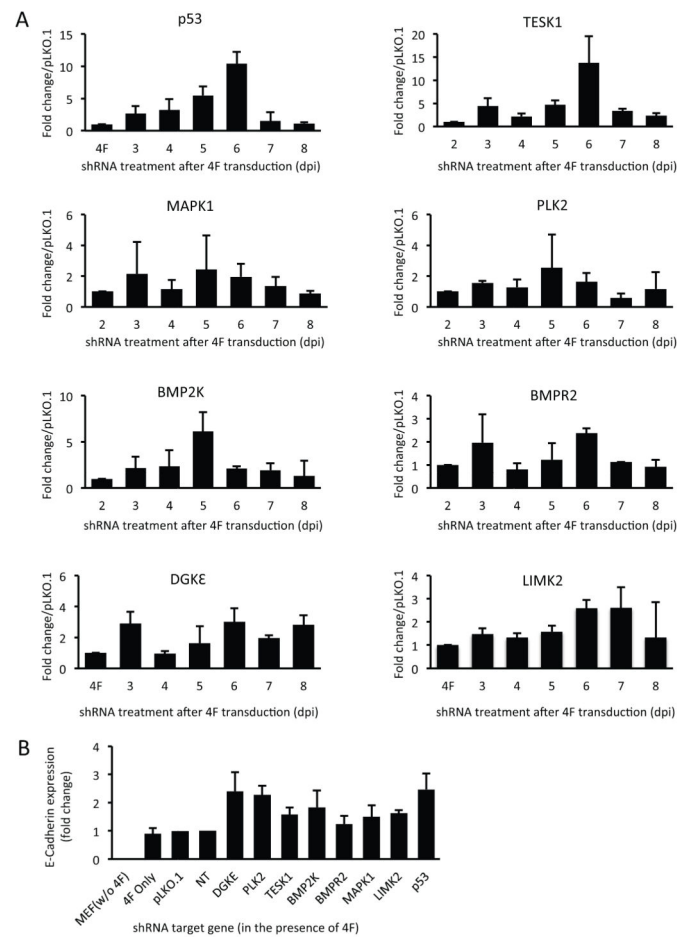 A
p53
Fold change/pLKO.1
15
10
5
0
4F 3 4 5 6 7 8
shRNA treatment after 4F transduction (dpi)
TESK1
Fold change/pLKO.1
20
15
10
5
0
2 3 4 5 6 7 8
shRNA treatment after 4F transduction (dpi)
MAPK1
Fold change/pLKO.1
6
4
2
0
2 3 4 5 6 7 8
shRNA treatment after 4F transduction (dpi)
PLK2
Fold change/pLKO.1
6
4
2
0
2 3 4 5 6 7 8
shRNA treatment after 4F transduction (dpi)
BMP2K
Fold change/pLKO.1
10
5
0
2 3 4 5 6 7 8
shRNA treatment after 4F transduction (dpi)
BMPR2
Fold change/pLKO.1
4
3
2
1
0
2 3 4 5 6 7 8
shRNA treatment after 4F transduction (dpi)
DGKƐ
Fold change/pLKO.1
6
4
2
0
4F 3 4 5 6 7 8
shRNA treatment after 4F transduction (dpi)
LIMK2
Fold change/pLKO.1
4
3
2
1
0
4F 3 4 5 6 7 8
shRNA treatment after 4F transduction (dpi)
B
E-Cadherin expression
(fold change)
4
3
2
1
0
MEF(w/o 4F)
4F Only
pLKO.1
NT
DGKE
PLK2
TESK1
BMP2K
BMPR2
MAPK1
LIMK2
p53
shRNA target gene (in the presence of 4F)